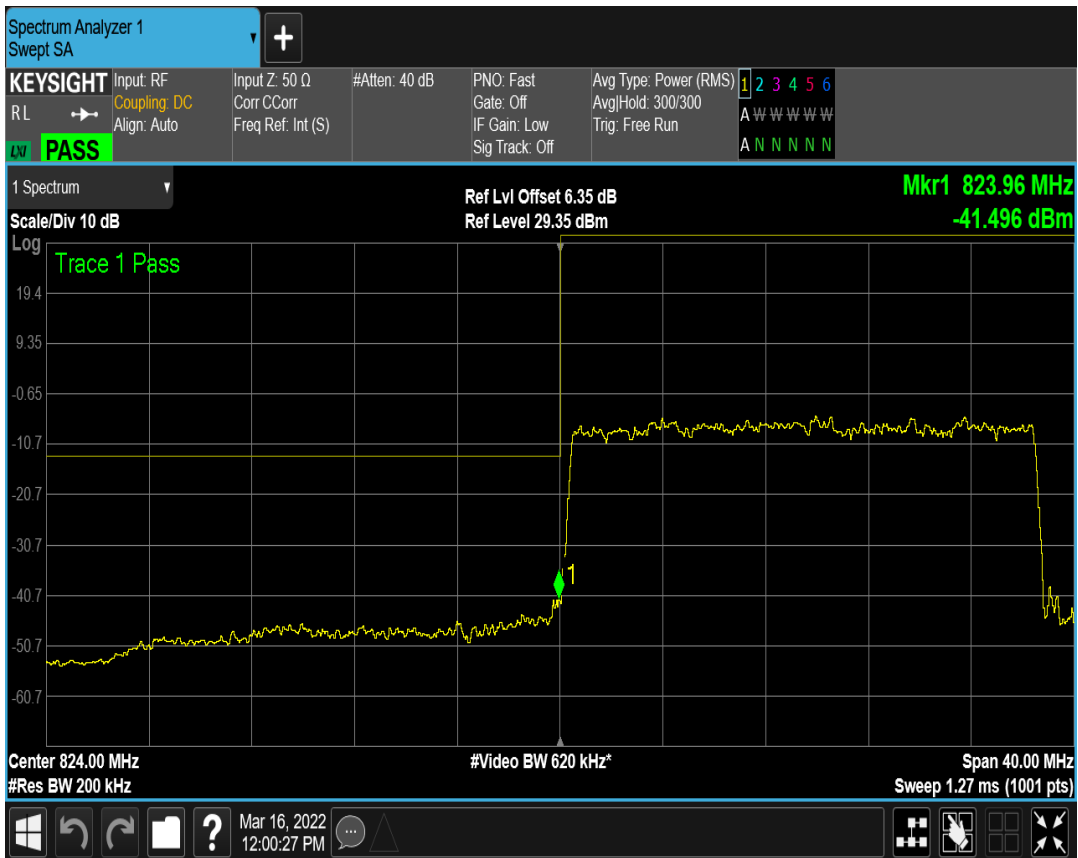 Spectrum Analyzer 1
Swept SA
KEYSIGHT
RL
LXI PASS
Input: RF
Coupling: DC
Align: Auto
Input Z: 50 Ω
Corr CCorr
Freq Ref: Int (S)
#Atten: 40 dB
PNO: Fast
Gate: Off
IF Gain: Low
Sig Track: Off
Avg Type: Power (RMS)
Avg|Hold: 300/300
Trig: Free Run
1 2 3 4 5 6
A W W W W W
A N N N N N
1 Spectrum
Scale/Div 10 dB
Ref Lvl Offset 6.35 dB
Ref Level 29.35 dBm
Mkr1 823.96 MHz
-41.496 dBm
Log
Trace 1 Pass
19.4
9.35
-0.65
-10.7
-20.7
-30.7
1
-40.7
-50.7
-60.7
Center 824.00 MHz
#Video BW 620 kHz*
Span 40.00 MHz
#Res BW 200 kHz
Sweep 1.27 ms (1001 pts)
?
Mar 16, 2022
12:00:27 PM